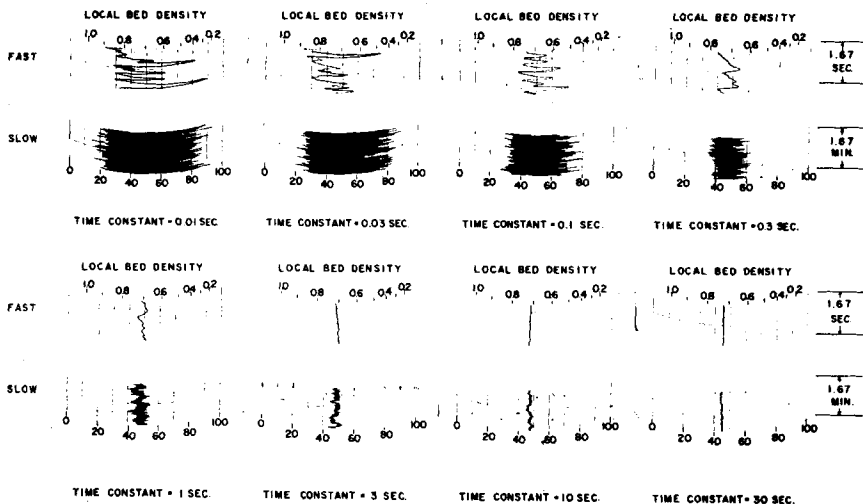 LOCAL BED DENSITY LOCAL BED DENSITY LOCAL BED DENSITY LOCAL BED DENSITY
1.0 0.8 0.6 0.4 0.2 1.0 0.8 0.6 0.4 0.2 1.0 0.8 0.6 0.4 0.2 1.0 0.8 0.6 0.4 0.2
FAST 1.67 SEC.
SLOW 1.67 MIN.
0 20 40 60 80 100 0 20 40 60 80 100 0 20 40 60 80 100 0 20 40 60 80 100
TIME CONSTANT = 0.01 SEC. TIME CONSTANT = 0.03 SEC. TIME CONSTANT = 0.1 SEC. TIME CONSTANT = 0.3 SEC.
LOCAL BED DENSITY LOCAL BED DENSITY LOCAL BED DENSITY LOCAL BED DENSITY
1.0 0.8 0.6 0.4 0.2 1.0 0.8 0.6 0.4 0.2 1.0 0.8 0.6 0.4 0.2 1.0 0.8 0.6 0.4 0.2
FAST 1.67 SEC.
SLOW 1.67 MIN.
0 20 40 60 80 100 0 20 40 60 80 100 0 20 40 60 80 100 0 20 40 60 80 100
TIME CONSTANT = 1 SEC. TIME CONSTANT = 3 SEC. TIME CONSTANT = 10 SEC. TIME CONSTANT = 30 SEC.